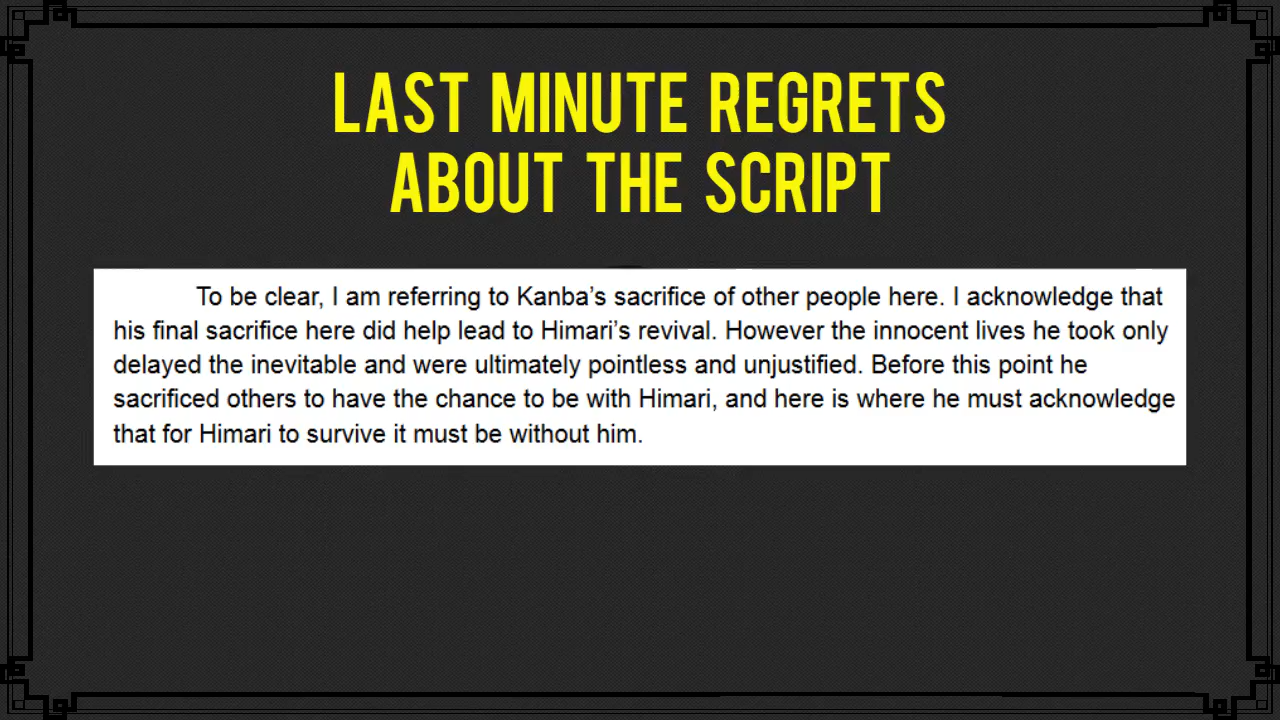 LAST MINUTE REGRETS
ABOUT THE SCRIPT
To be clear, I am referring to Kanba's sacrifice of other people here. I acknowledge that
his final sacrifice here did help lead to Himari's revival. However the innocent lives he took only
delayed the inevitable and were ultimately pointless and unjustified. Before this point he
sacrificed others to have the chance to be with Himari, and here is where he must acknowledge
that for Himari to survive it must be without him.